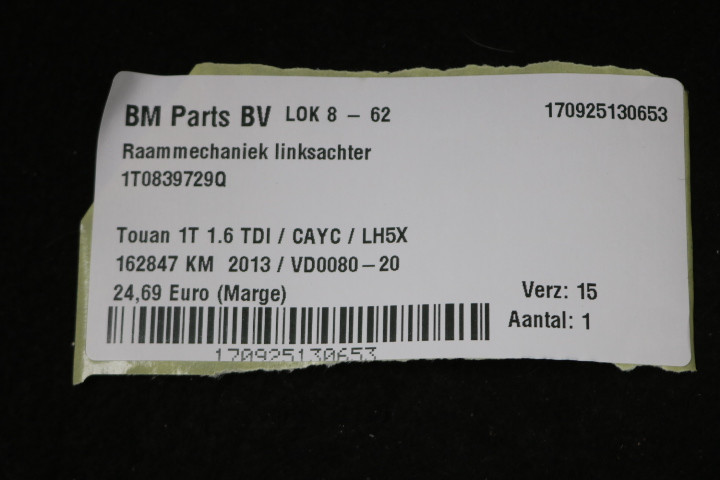 BM Parts BV LOK 8 – 62 170925130653
Raammechaniek linksachter
1T0839729Q
Touan 1T 1.6 TDI / CAYC / LH5X
162847 KM 2013 / VD0080–20
24,69 Euro (Marge) Verz: 15
Aantal: 1
170925130653